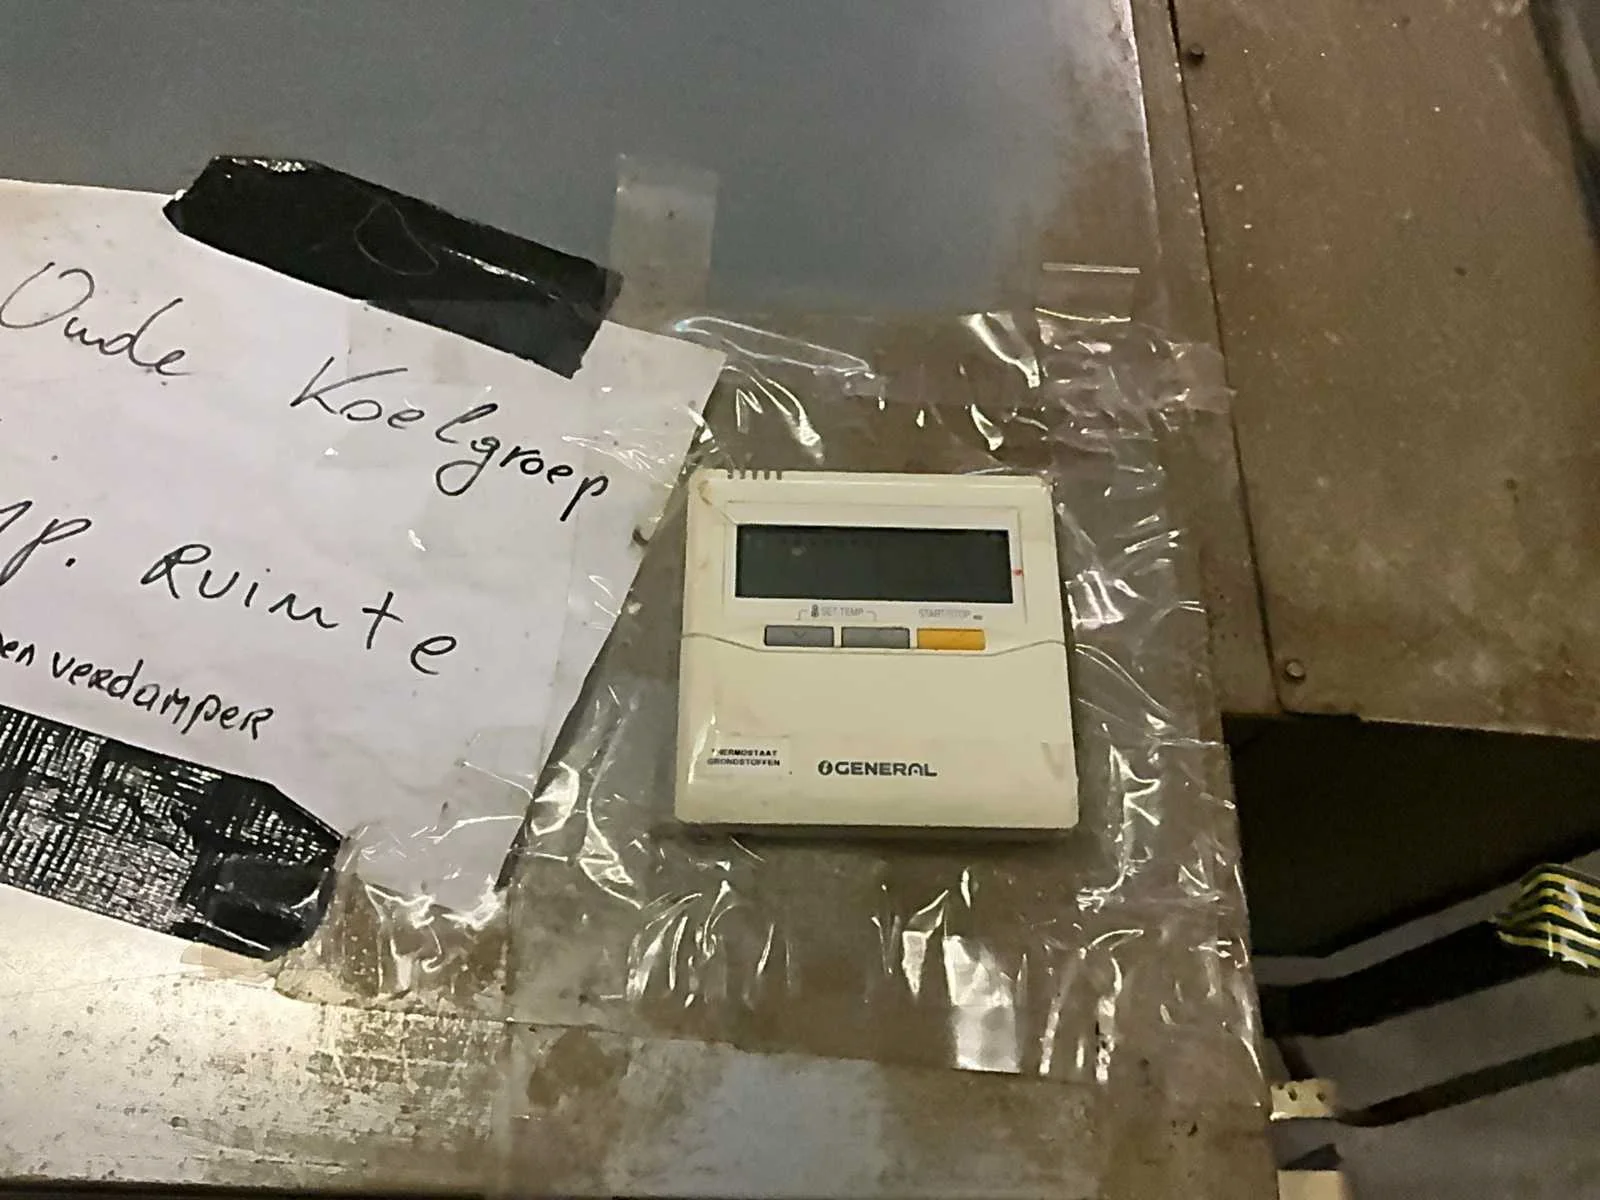 Oude Koelgroep
Ruimte
verdamper
SET TEMP.
START/STOP
THERMOSTAAT
GRONDSTOFFEN
GENERAL